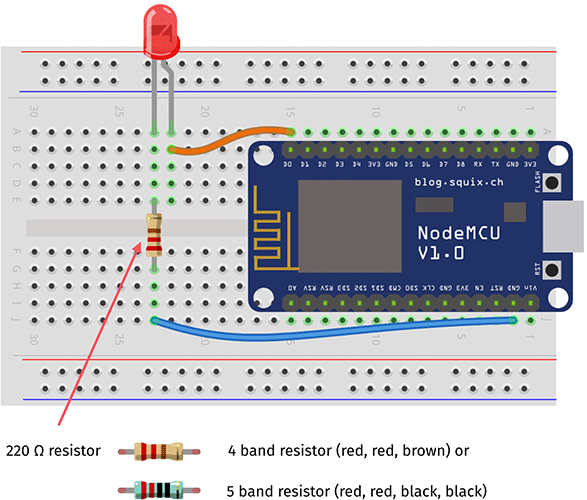 30
25
20
15
10
5
1
A
A
B
C
D
E
D0 D1 D2 D3 D4 3V3 GND D5 D6 D7 D8 RX TX GND 3V3
blog.squix.ch
FLASH
NodeMCU
V1.0
RST
A0 RSV RSV SD3 SD2 SD1 CMD SD0 CLK GND 3V3 EN RST GND Vin
F
G
H
I
J
J
30
25
20
15
10
5
1
220 Ω resistor
4 band resistor (red, red, brown) or
5 band resistor (red, red, black, black)